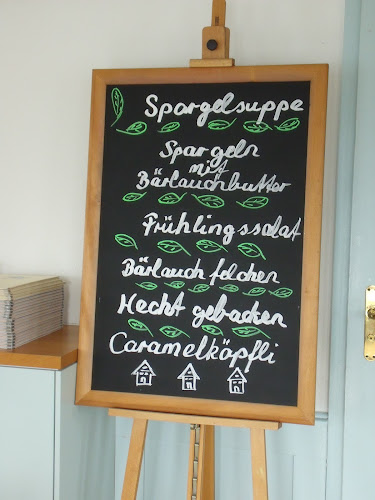 Spargelsuppe
Spargeln
mit
Bärlauchbutter
Frühlingssalat
Bärlauch felchen
Hecht gebacken
Caramelköpfli